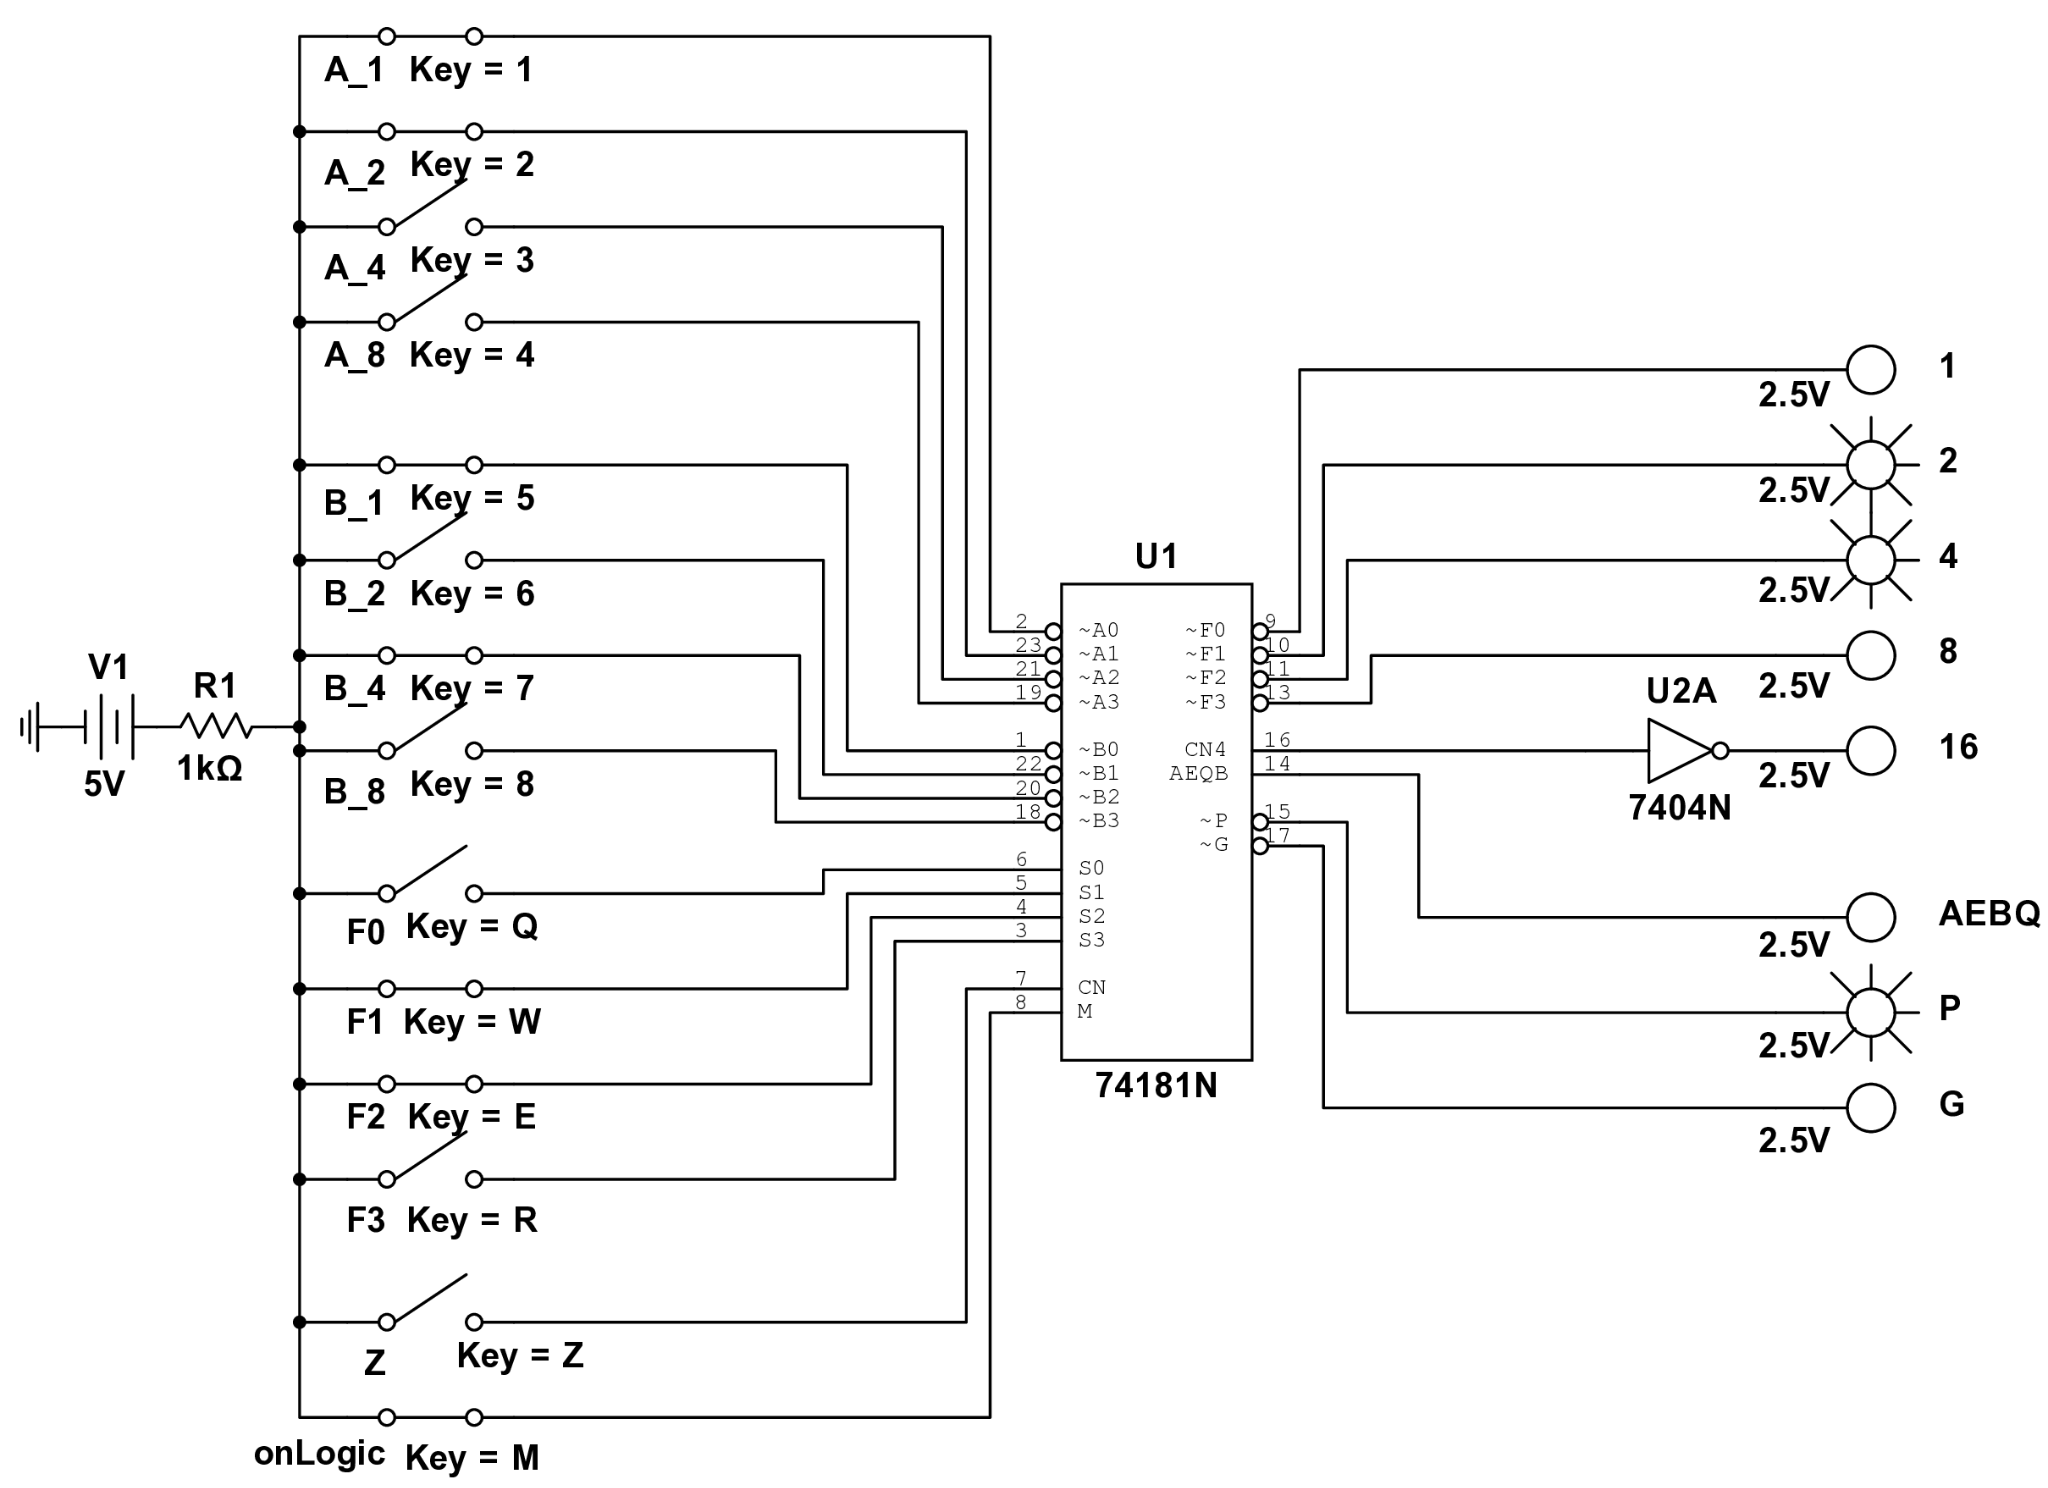 A_1 Key = 1
A_2 Key = 2
A_4 Key = 3
A_8 Key = 4
B_1 Key = 5
B_2 Key = 6
B_4 Key = 7
B_8 Key = 8
F0 Key = Q
F1 Key = W
F2 Key = E
F3 Key = R
Z Key = Z
onLogic Key = M
V1
5V
R1
1kΩ
U1
2 ~A0 ~F0 9
23 ~A1 ~F1 10
21 ~A2 ~F2 11
19 ~A3 ~F3 13
1 ~B0 CN4 16
22 ~B1 AEQB 14
20 ~B2
18 ~B3 ~P 15
~G 17
6 S0
5 S1
4 S2
3 S3
7 CN
8 M
74181N
U2A
7404N
2.5V 1
2.5V 2
2.5V 4
2.5V 8
2.5V 16
2.5V AEBQ
2.5V P
2.5V G